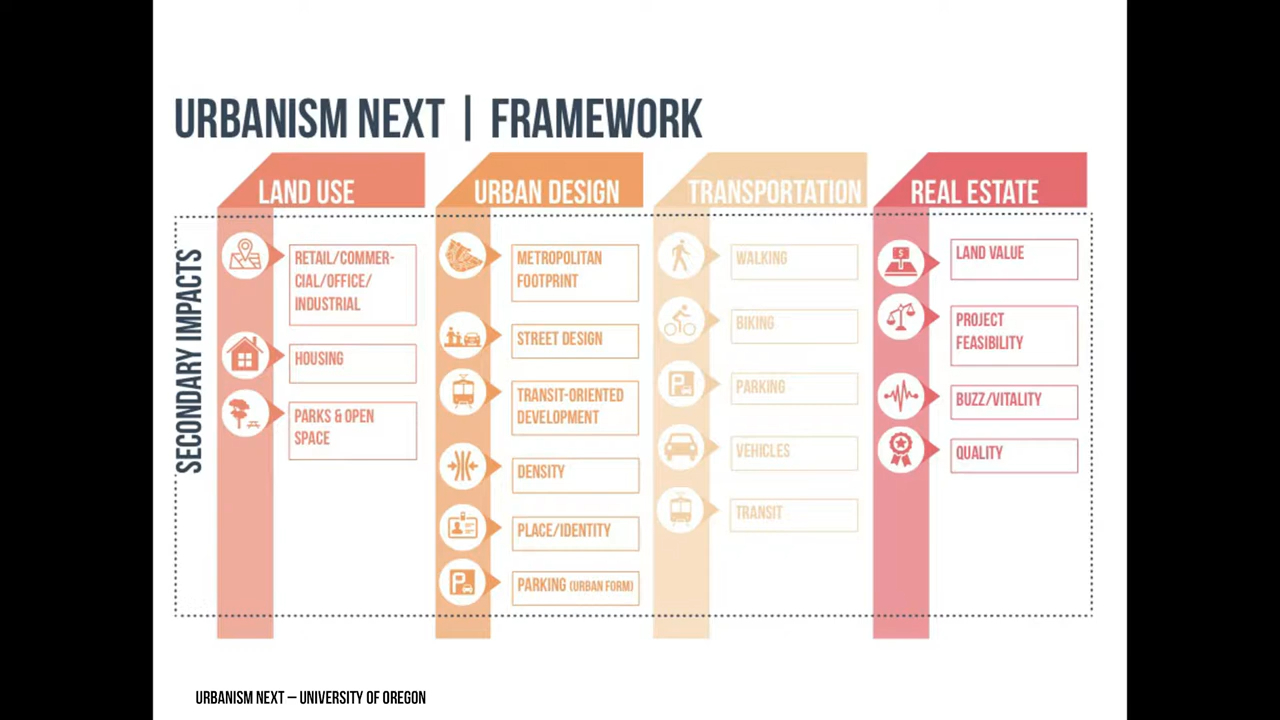 URBANISM NEXT | FRAMEWORK
LAND USE
URBAN DESIGN
TRANSPORTATION
REAL ESTATE
SECONDARY IMPACTS
RETAIL/COMMER-
CIAL/OFFICE/
INDUSTRIAL
HOUSING
PARKS & OPEN
SPACE
METROPOLITAN
FOOTPRINT
STREET DESIGN
TRANSIT-ORIENTED
DEVELOPMENT
DENSITY
PLACE/IDENTITY
P
PARKING (URBAN FORM)
WALKING
BIKING
P
PARKING
VEHICLES
TRANSIT
$
LAND VALUE
PROJECT
FEASIBILITY
BUZZ/VITALITY
QUALITY
URBANISM NEXT – UNIVERSITY OF OREGON